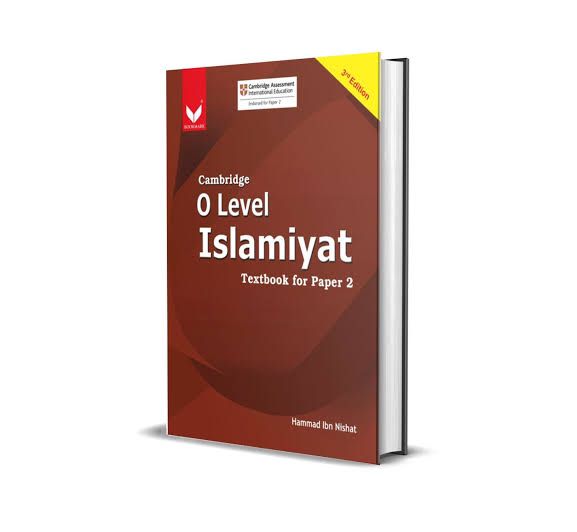 3rd Edition
Cambridge Assessment
International Education
Endorsed for Paper 2
BOOKMARK
Cambridge
O Level
Islamiyat
Textbook for Paper 2
Hammad Ibn Nishat